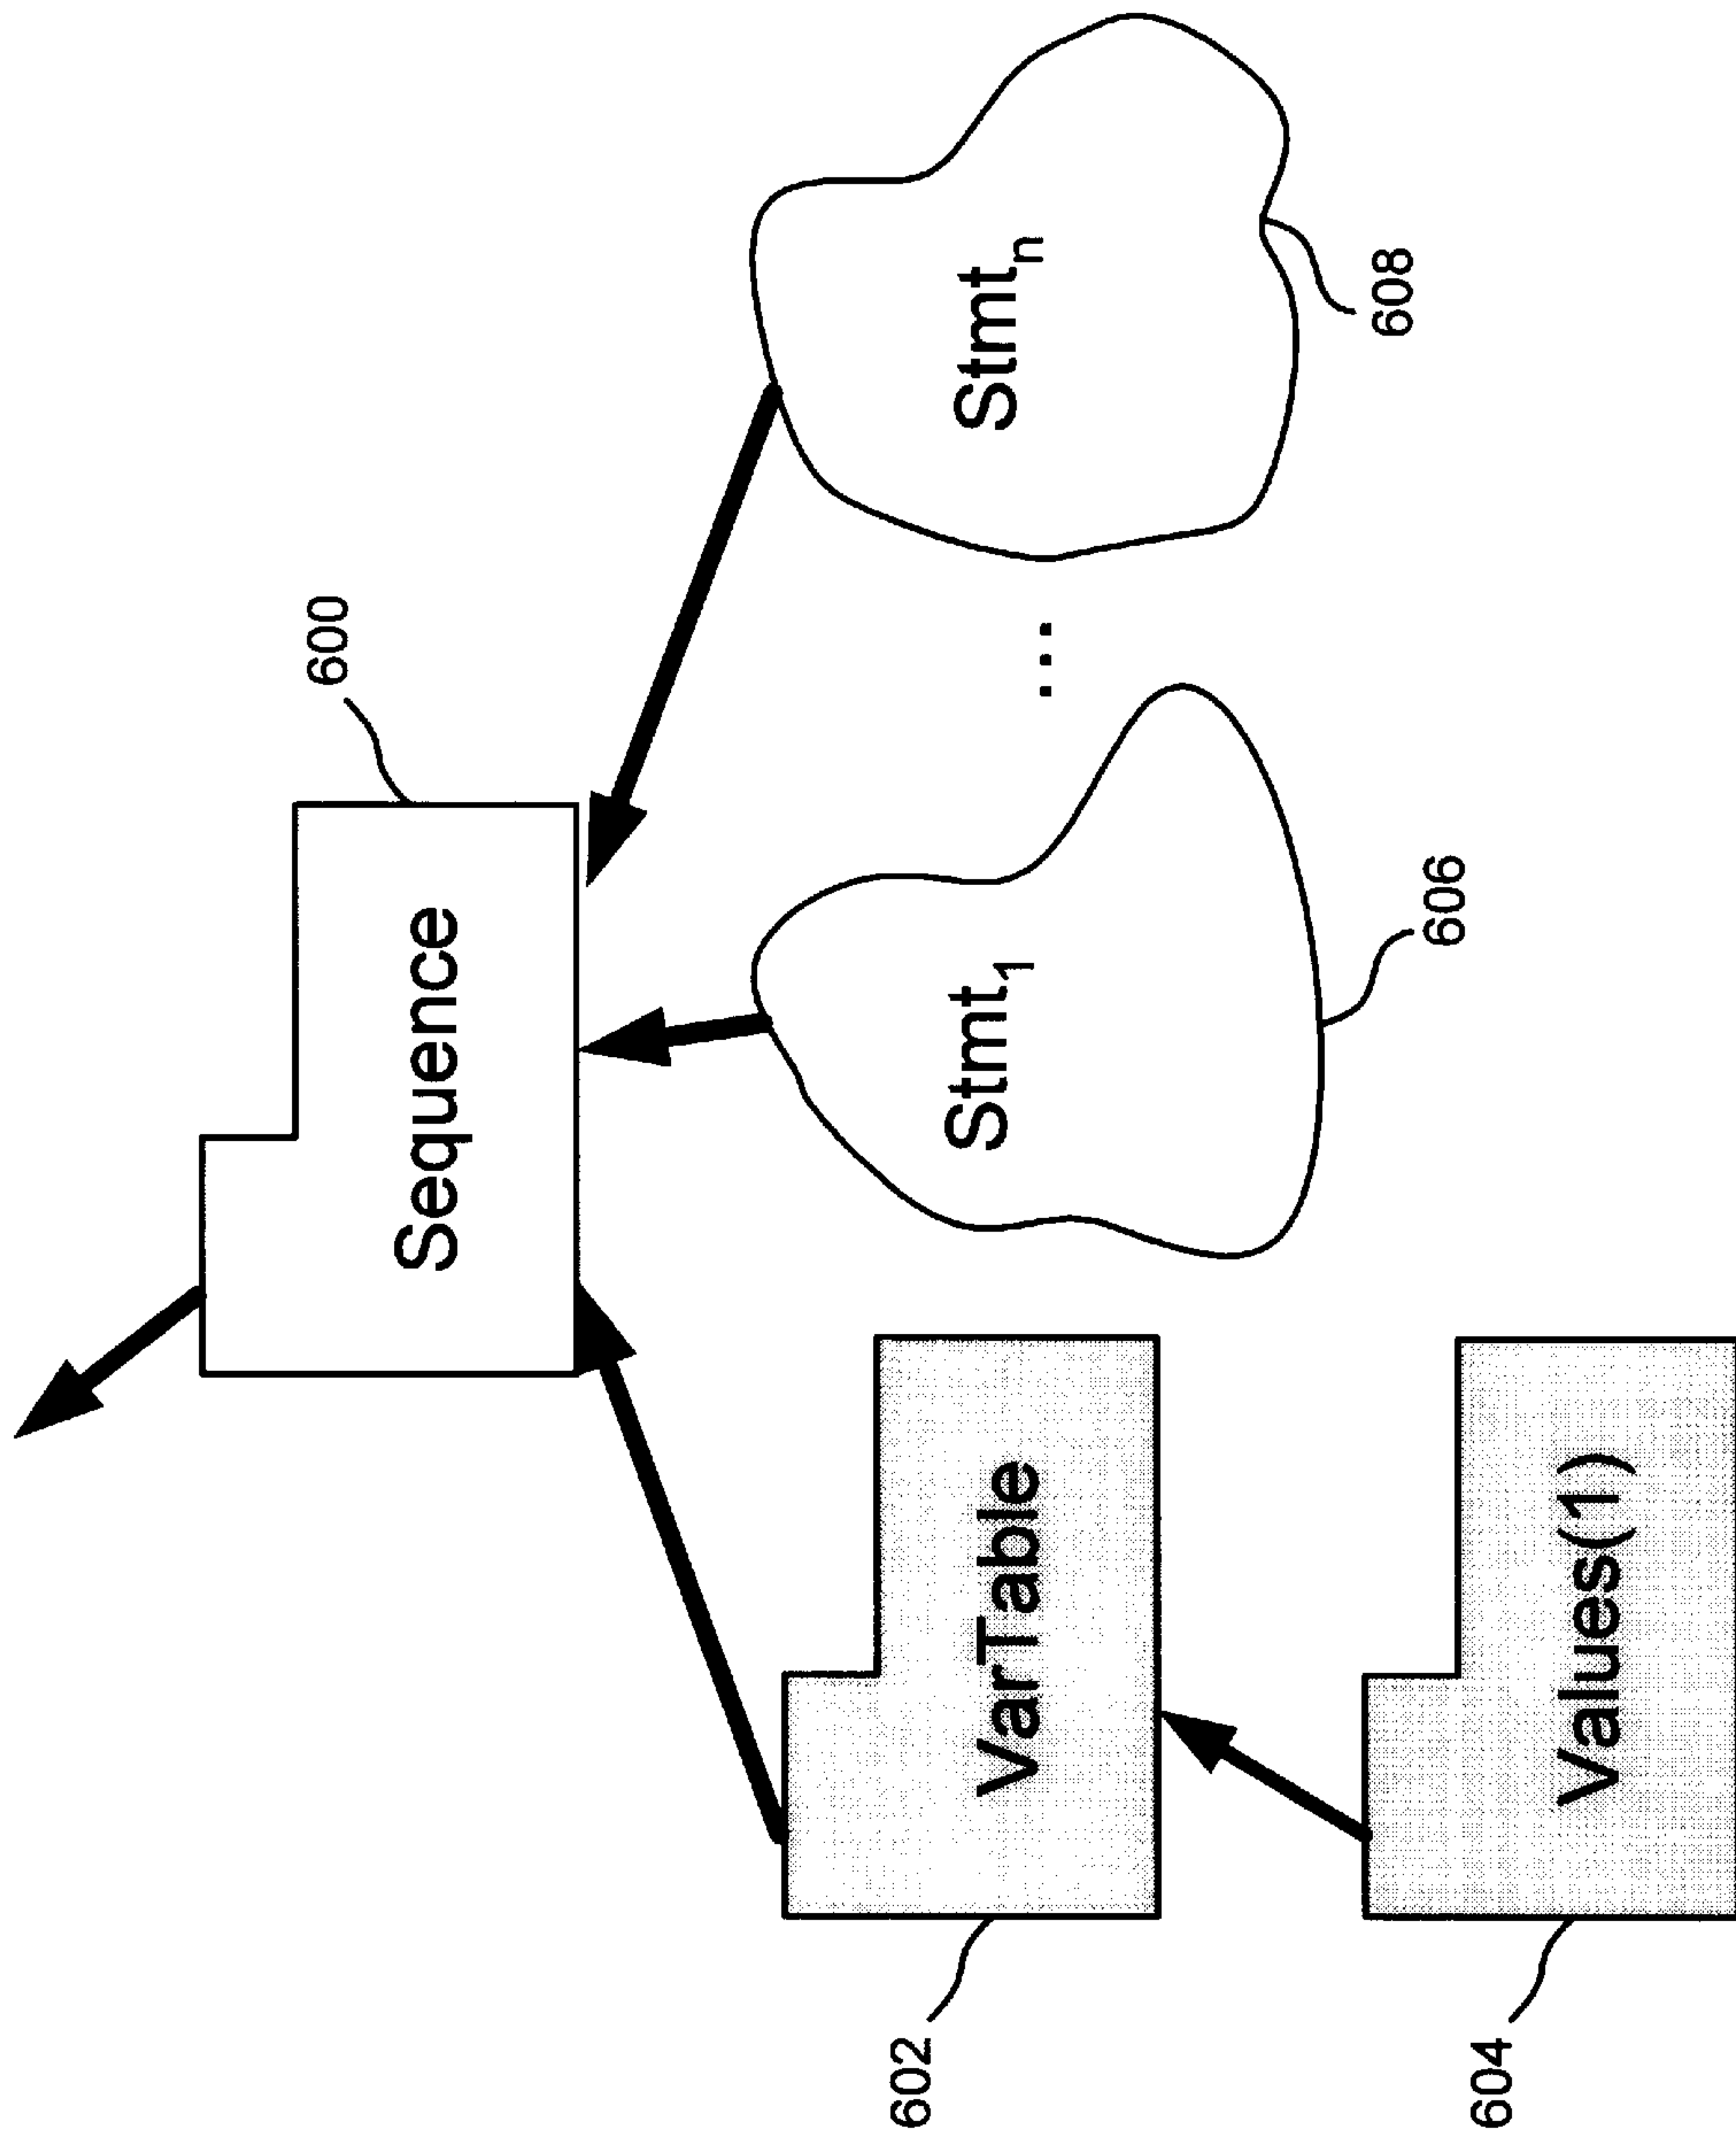 600
Sequence
602
VarTable
Stmt1
...
Stmtn
606
608
604
Values(1)